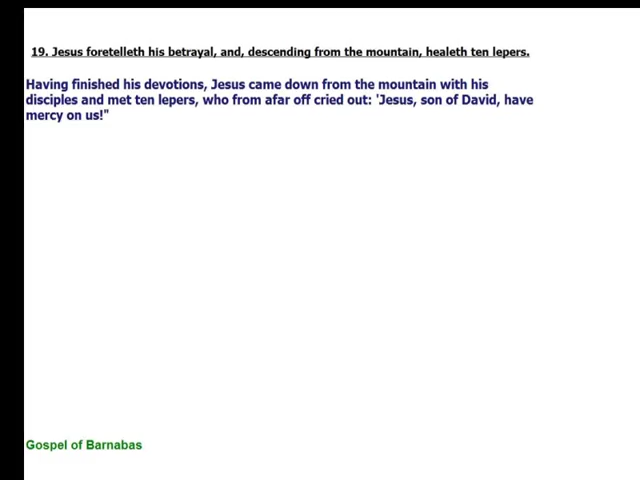 19. Jesus foretelleth his betrayal, and, descending from the mountain, healeth ten lepers.
Having finished his devotions, Jesus came down from the mountain with his
disciples and met ten lepers, who from afar off cried out: 'Jesus, son of David, have
mercy on us!"
Gospel of Barnabas